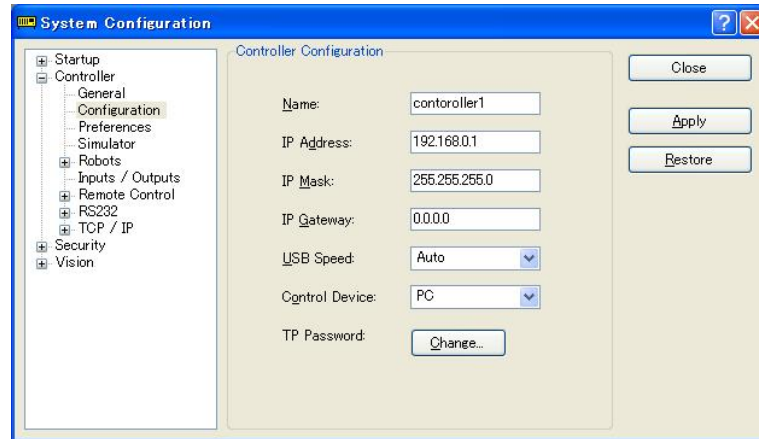 System Configuration
Startup
Controller
General
Configuration
Preferences
Simulator
Robots
Inputs / Outputs
Remote Control
RS232
TCP / IP
Security
Vision
Controller Configuration
Name: contoroller1
IP Address: 192.168.0.1
IP Mask: 255.255.255.0
IP Gateway: 0.0.0.0
USB Speed: Auto
Control Device: PC
TP Password: Change...
Close
Apply
Restore